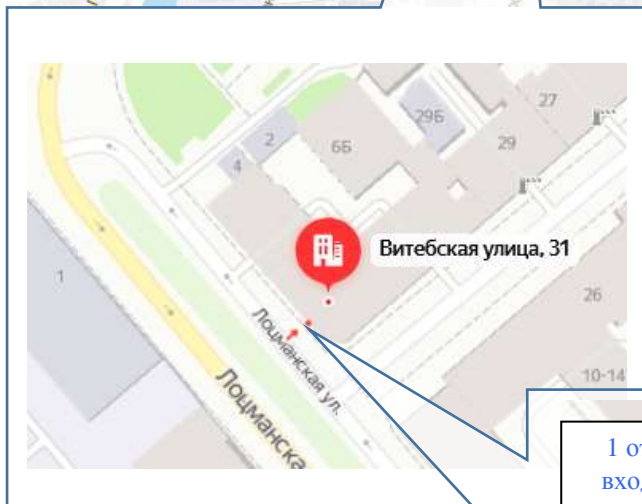 27
29Б
2
6Б
29
4
Витебская улица, 31
1
26
Лоцманская ул.
10-14
Лоцманска
1 от
вход